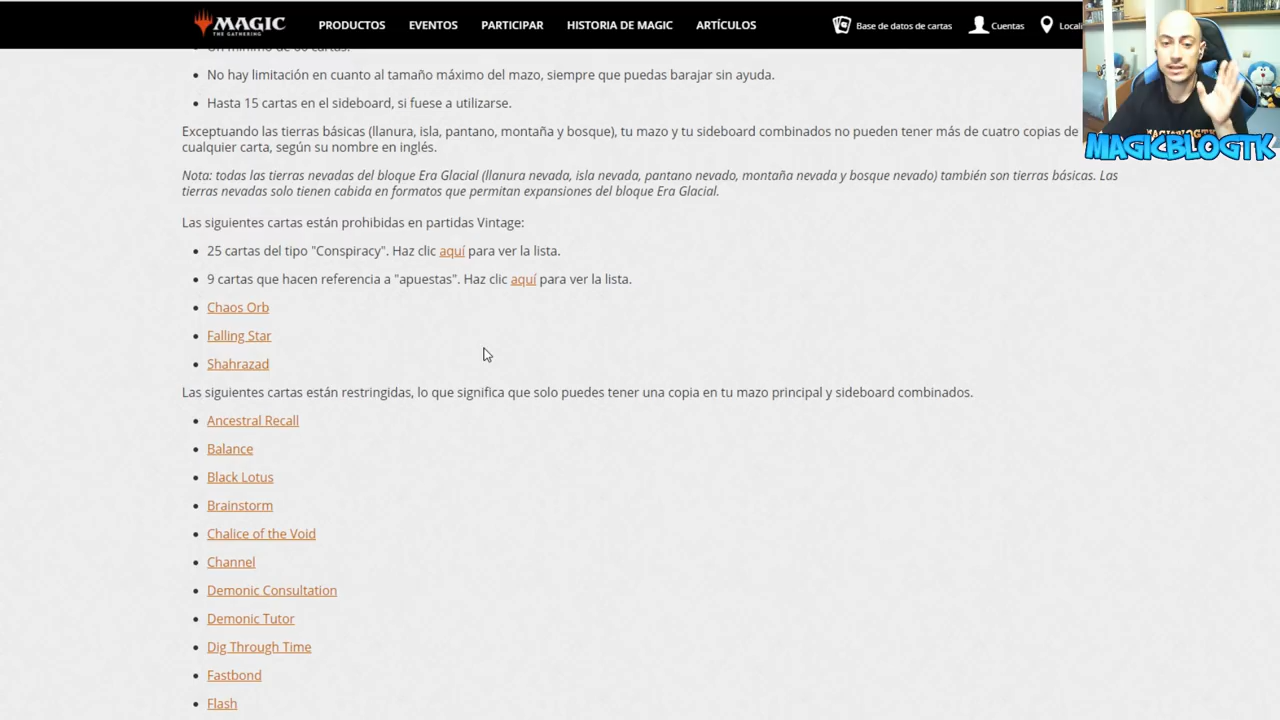 MAGIC
THE GATHERING
PRODUCTOS
EVENTOS
PARTICIPAR
HISTORIA DE MAGIC
ARTÍCULOS
Base de datos de cartas
Cuentas
Locali
Un mínimo de 60 cartas.
No hay limitación en cuanto al tamaño máximo del mazo, siempre que puedas barajar sin ayuda.
Hasta 15 cartas en el sideboard, si fuese a utilizarse.
Exceptuando las tierras básicas (llanura, isla, pantano, montaña y bosque), tu mazo y tu sideboard combinados no pueden tener más de cuatro copias de
cualquier carta, según su nombre en inglés.
MAGICBLOGTK
Nota: todas las tierras nevadas del bloque Era Glacial (llanura nevada, isla nevada, pantano nevado, montaña nevada y bosque nevado) también son tierras básicas. Las
tierras nevadas solo tienen cabida en formatos que permitan expansiones del bloque Era Glacial.
Las siguientes cartas están prohibidas en partidas Vintage:
25 cartas del tipo "Conspiracy". Haz clic aquí para ver la lista.
9 cartas que hacen referencia a "apuestas". Haz clic aquí para ver la lista.
Chaos Orb
Falling Star
Shahrazad
Las siguientes cartas están restringidas, lo que significa que solo puedes tener una copia en tu mazo principal y sideboard combinados.
Ancestral Recall
Balance
Black Lotus
Brainstorm
Chalice of the Void
Channel
Demonic Consultation
Demonic Tutor
Dig Through Time
Fastbond
Flash